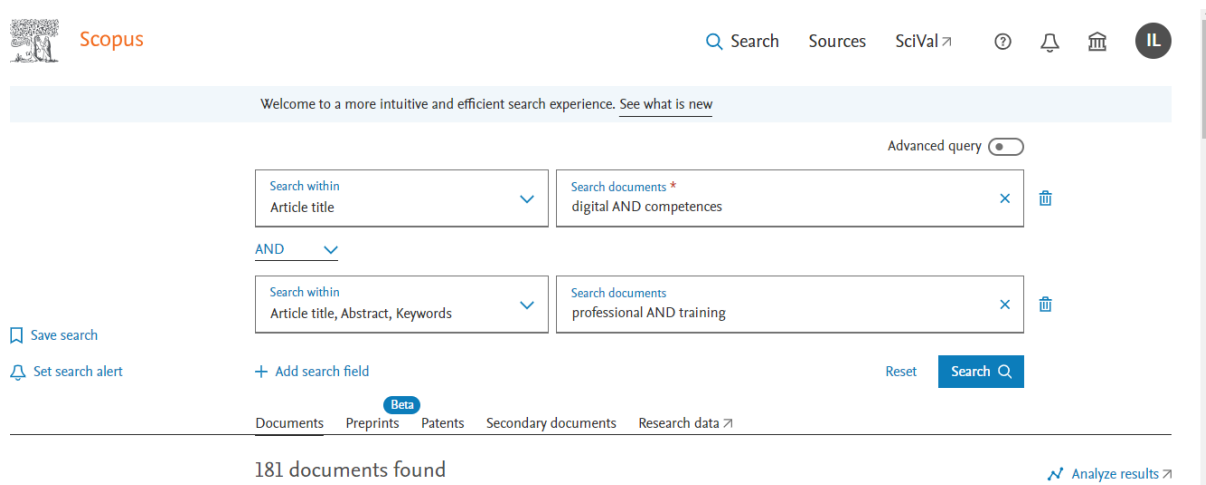 Scopus
Search Sources SciVal IL
Welcome to a more intuitive and efficient search experience. See what is new
Advanced query
Search within
Article title
Search documents *
digital AND competences
AND
Search within
Article title, Abstract, Keywords
Search documents
professional AND training
Save search
Set search alert
+ Add search field
Reset
Search
Beta
Documents Preprints Patents Secondary documents Research data
181 documents found
Analyze results